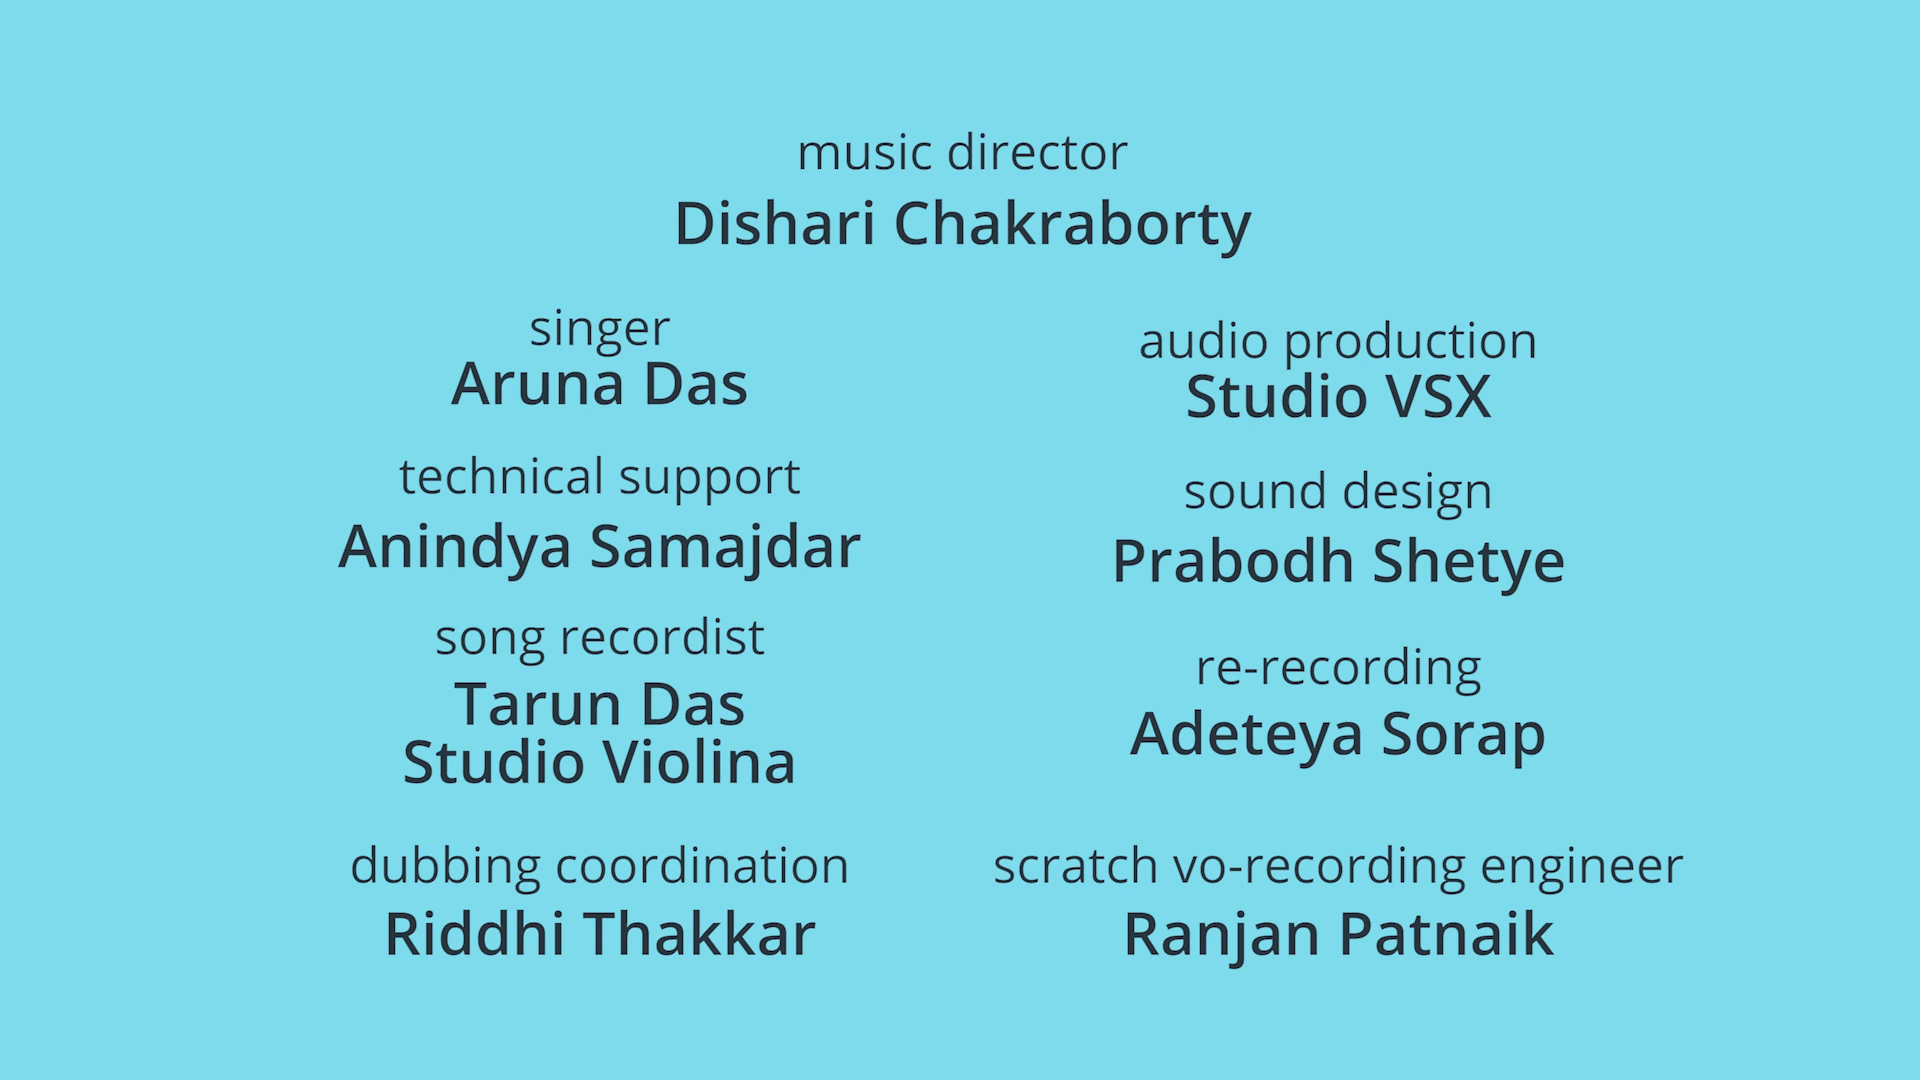 music director
Dishari Chakraborty
singer
Aruna Das
technical support
Anindya Samajdar
song recordist
Tarun Das
Studio Violina
dubbing coordination
Riddhi Thakkar
audio production
Studio VSX
sound design
Prabodh Shetye
re-recording
Adeteya Sorap
scratch vo-recording engineer
Ranjan Patnaik